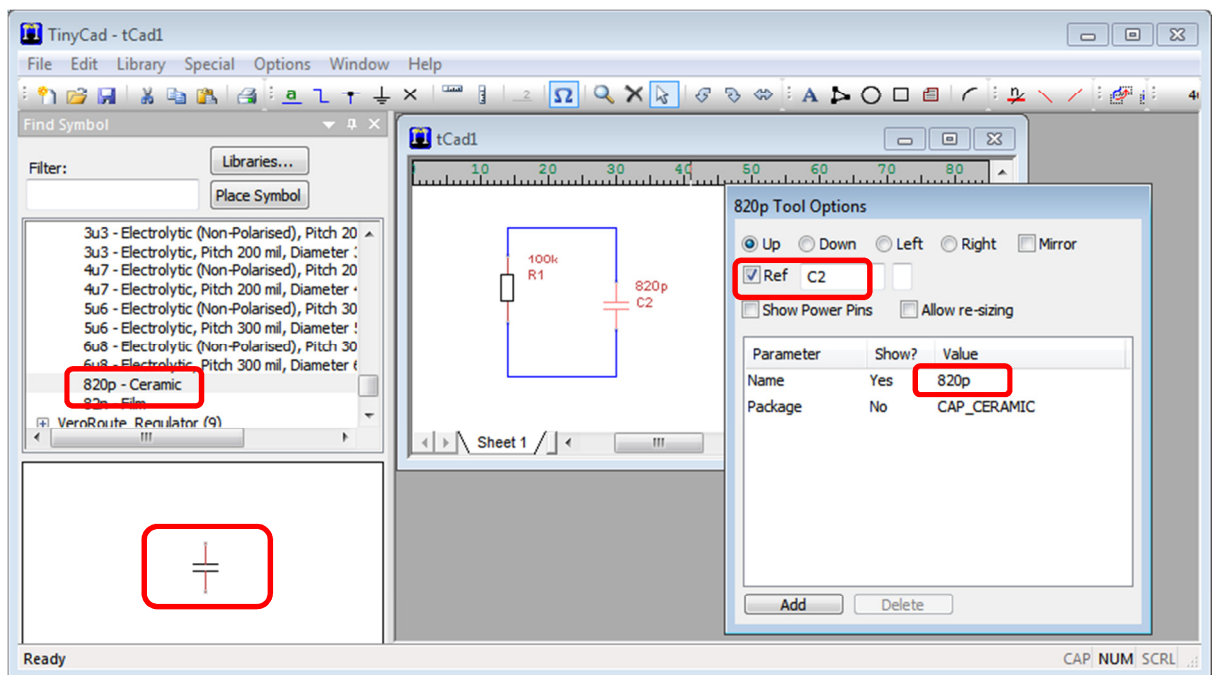 TinyCad - tCad1
File Edit Library Special Options Window Help
Find Symbol
Filter:
Libraries...
Place Symbol
3u3 - Electrolytic (Non-Polarised), Pitch 20
3u3 - Electrolytic, Pitch 200 mil, Diameter
4u7 - Electrolytic (Non-Polarised), Pitch 20
4u7 - Electrolytic, Pitch 200 mil, Diameter
5u6 - Electrolytic (Non-Polarised), Pitch 30
5u6 - Electrolytic, Pitch 300 mil, Diameter
6u8 - Electrolytic (Non-Polarised), Pitch 30
6u8 - Electrolytic, Pitch 300 mil, Diameter
820p - Ceramic
82n - Film
VeroRoute_Regulator (9)
tCad1
10 20 30 40 50 60 70 80
100k
R1
820p
C2
Sheet 1
820p Tool Options
Up Down Left Right Mirror
Ref C2
Show Power Pins Allow re-sizing
Parameter Show? Value
Name Yes 820p
Package No CAP_CERAMIC
Add Delete
Ready
CAP NUM SCRL